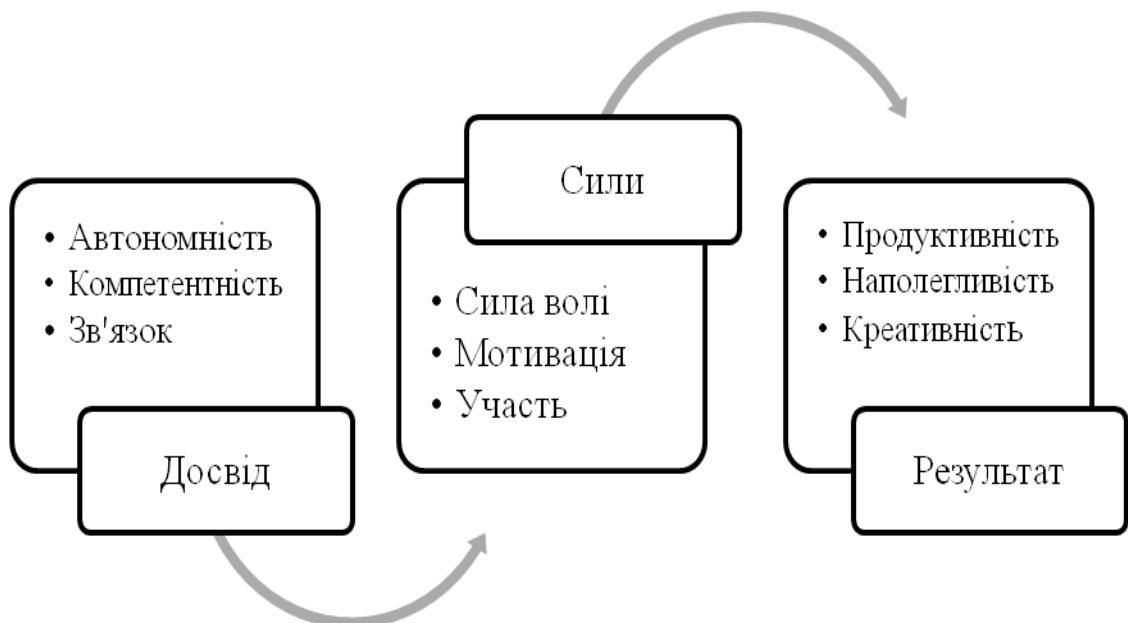 • Автономність
• Компетентність
• Зв'язок
Досвід
Сили
• Сила волі
• Мотивація
• Участь
• Продуктивність
• Наполегливість
• Креативність
Результат